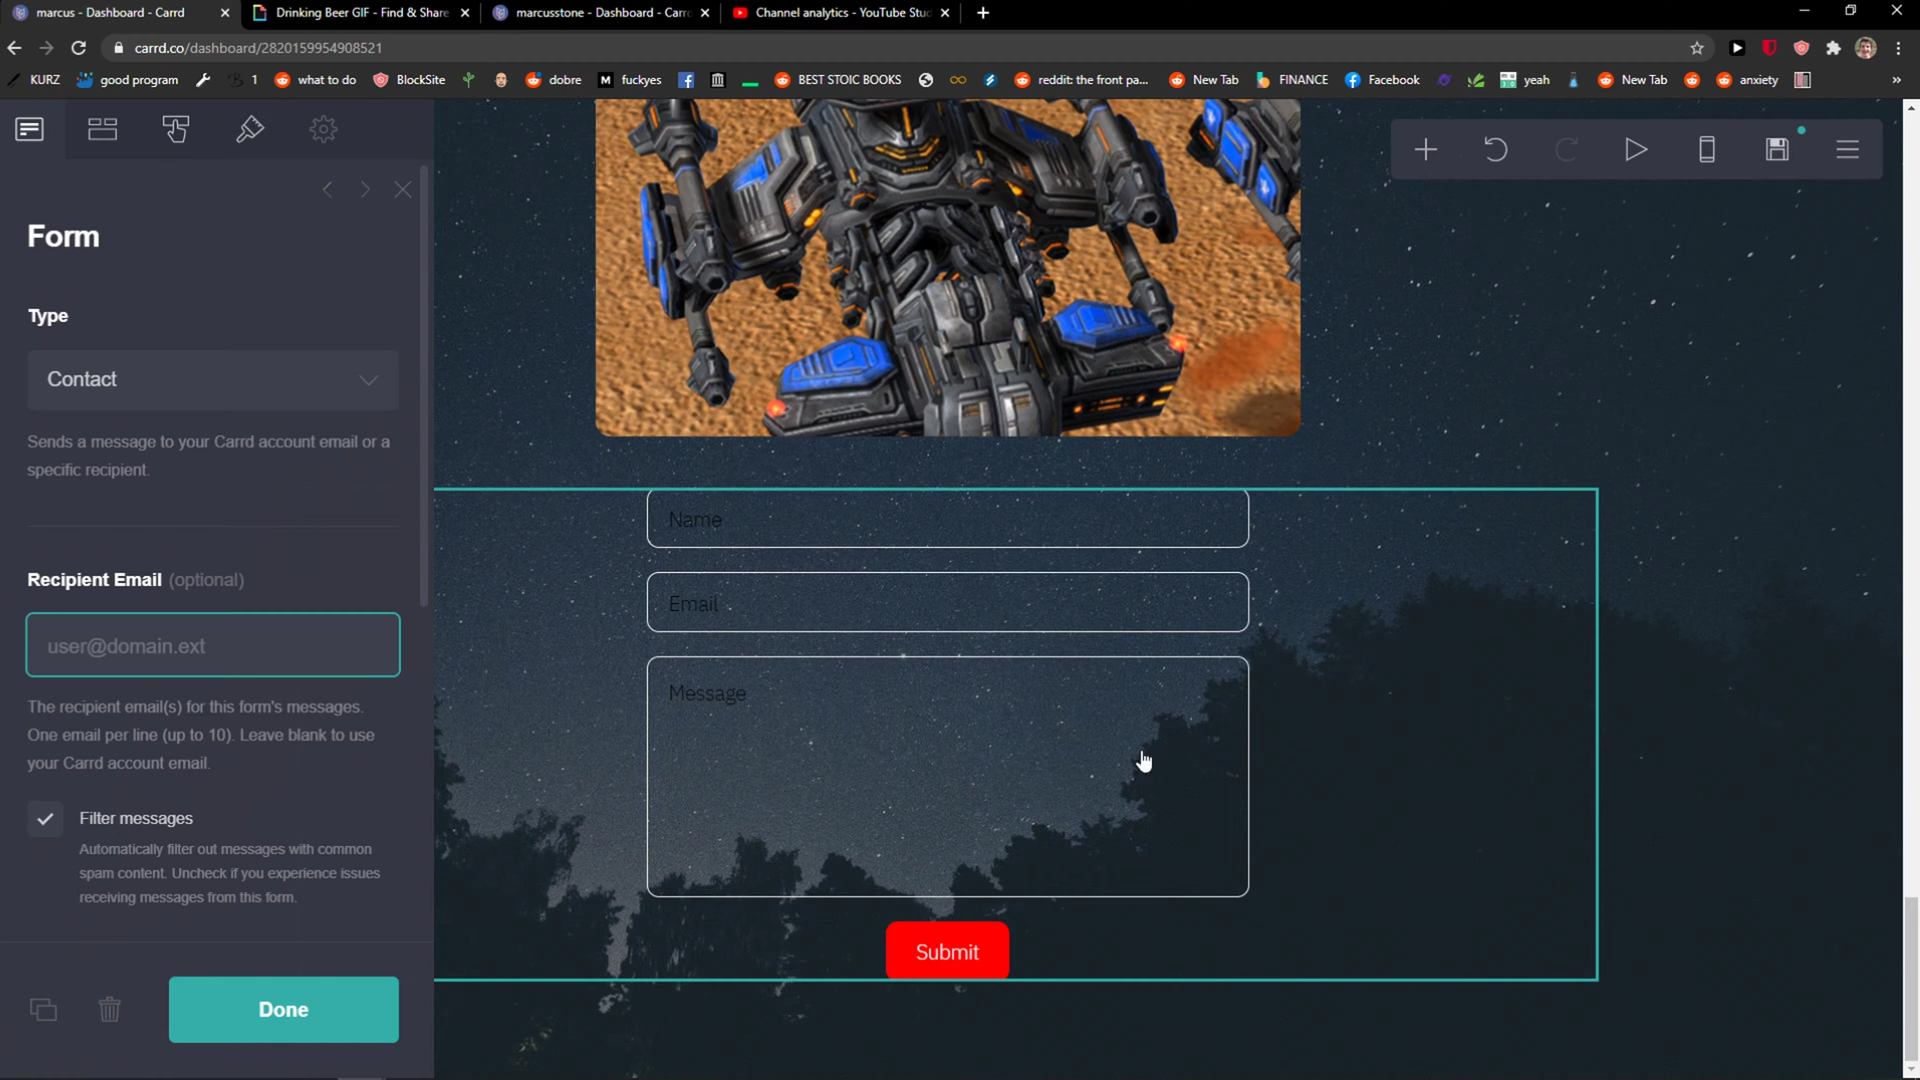 marcus - Dashboard - Carrd
Drinking Beer GIF - Find & Share
marcusstone - Dashboard - Carrd
Channel analytics - YouTube Stud
carrd.co/dashboard/2820159954908521
KURZ
good program
1
what to do
BlockSite
dobre
fuckyes
BEST STOIC BOOKS
reddit: the front pa...
New Tab
FINANCE
Facebook
yeah
New Tab
anxiety
»
Form
Type
Contact
Sends a message to your Carrd account email or a
specific recipient.
Recipient Email (optional)
user@domain.ext
The recipient email(s) for this form's messages.
One email per line (up to 10). Leave blank to use
your Carrd account email.
Filter messages
Automatically filter out messages with common
spam content. Uncheck if you experience issues
receiving messages from this form.
Done
Name
Email
Message
Submit